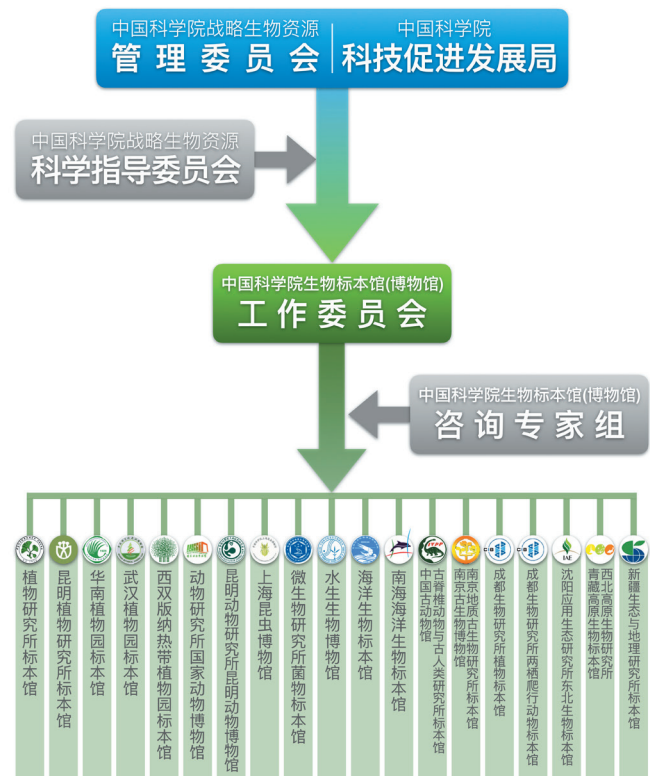 中国科学院战略生物资源
管理委员会
中国科学院
科技促进发展局
中国科学院战略生物资源
科学指导委员会
中国科学院生物标本馆(博物馆)
工作委员会
中国科学院生物标本馆(博物馆)
咨询专家组
植物研究所标本馆
昆明植物研究所标本馆
华南植物园标本馆
武汉植物园标本馆
西双版纳热带植物园标本馆
动物研究所国家动物博物馆
昆明动物研究所昆明动物博物馆
上海昆虫博物馆
微生物研究所菌物标本馆
水生生物博物馆
海洋生物标本馆
南海海洋生物标本馆
古脊椎动物与古人类研究所标本馆
中国古动物馆
南京地质古生物研究所标本馆
南京古生物博物馆
成都生物研究所植物标本馆
成都生物研究所两栖爬行动物标本馆
IAE
沈阳应用生态研究所东北生物标本馆
西北高原生物研究所
青藏高原生物标本馆
新疆生态与地理研究所标本馆